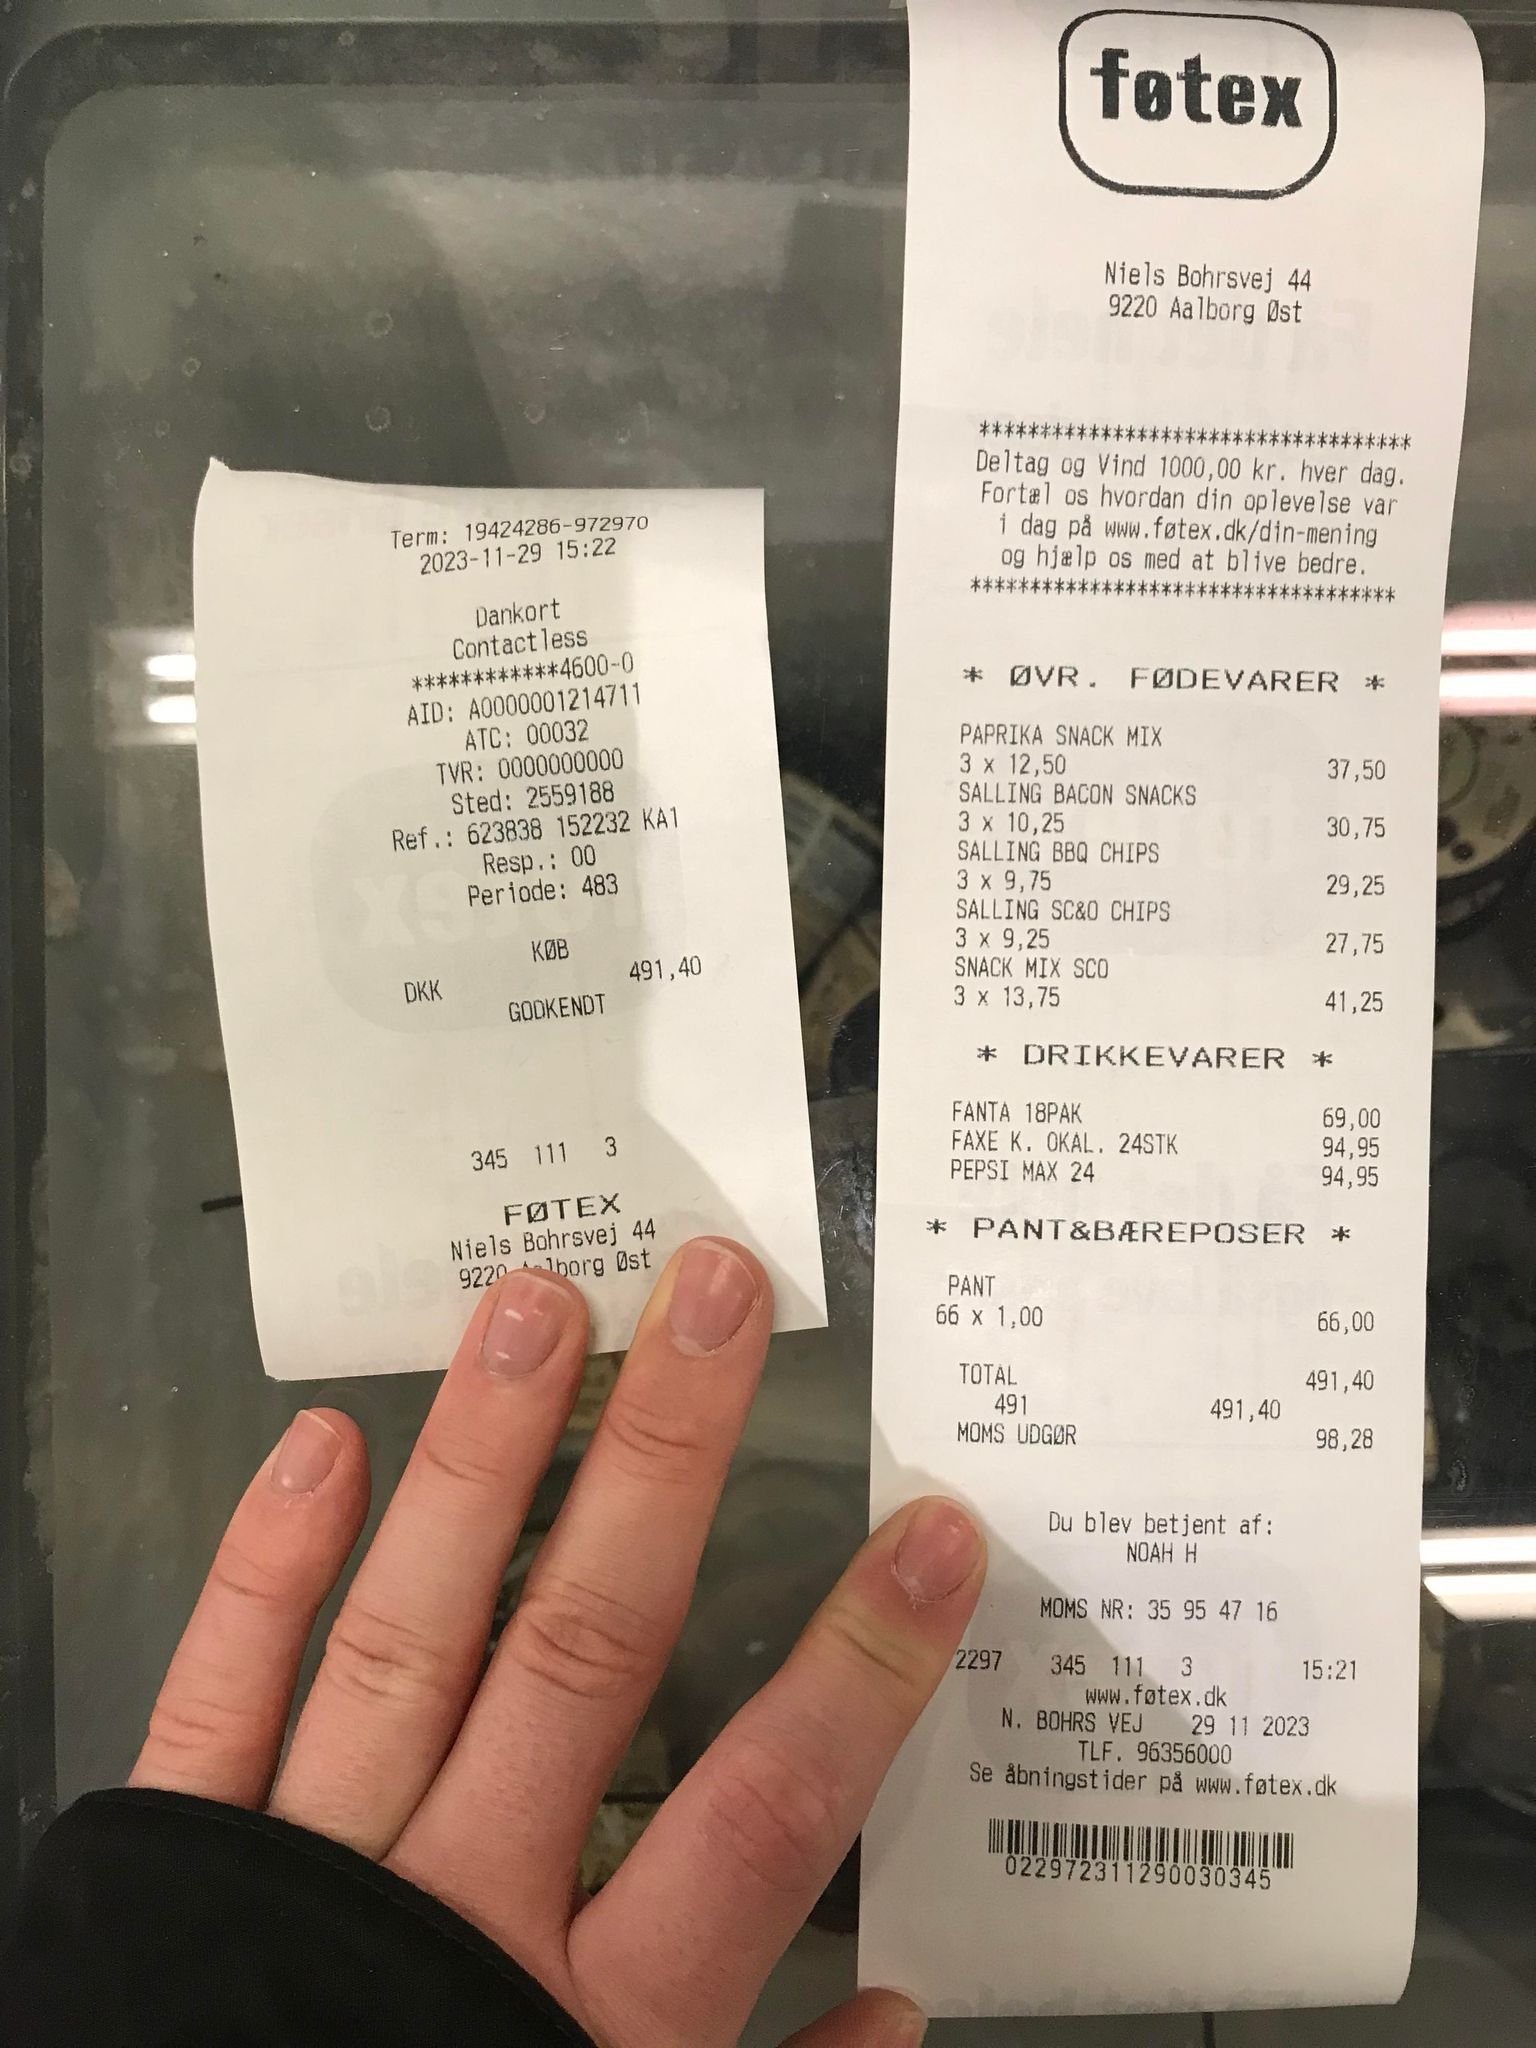 Term: 19424286-972970
2023-11-29 15:22
Dankort
Contactless
************4600-0
AID: A0000001214711
ATC: 00032
TVR: 0000000000
Sted: 2559188
Ref.: 623838 152232 KA1
Resp.: 00
Periode: 483
KØB
DKK 491,40
GODKENDT
345 111 3
FØTEX
Niels Bohrsvej 44
9220 Aalborg Øst
føtex
Niels Bohrsvej 44
9220 Aalborg Øst
***********************************
Deltag og Vind 1000,00 kr. hver dag.
Fortæl os hvordan din oplevelse var
i dag på www.føtex.dk/din-mening
og hjælp os med at blive bedre.
***********************************
* ØVR. FØDEVARER *
PAPRIKA SNACK MIX
3 x 12,50 37,50
SALLING BACON SNACKS
3 x 10,25 30,75
SALLING BBQ CHIPS
3 x 9,75 29,25
SALLING SC&O CHIPS
3 x 9,25 27,75
SNACK MIX SCO
3 x 13,75 41,25
* DRIKKEVARER *
FANTA 18PAK 69,00
FAXE K. OKAL. 24STK 94,95
PEPSI MAX 24 94,95
* PANT&BÆREPOSER *
PANT
66 x 1,00 66,00
TOTAL 491,40
491 491,40
MOMS UDGØR 98,28
Du blev betjent af:
NOAH H
MOMS NR: 35 95 47 16
2297 345 111 3 15:21
www.føtex.dk
N. BOHRS VEJ 29 11 2023
TLF. 96356000
Se åbningstider på www.føtex.dk
022972311290030345